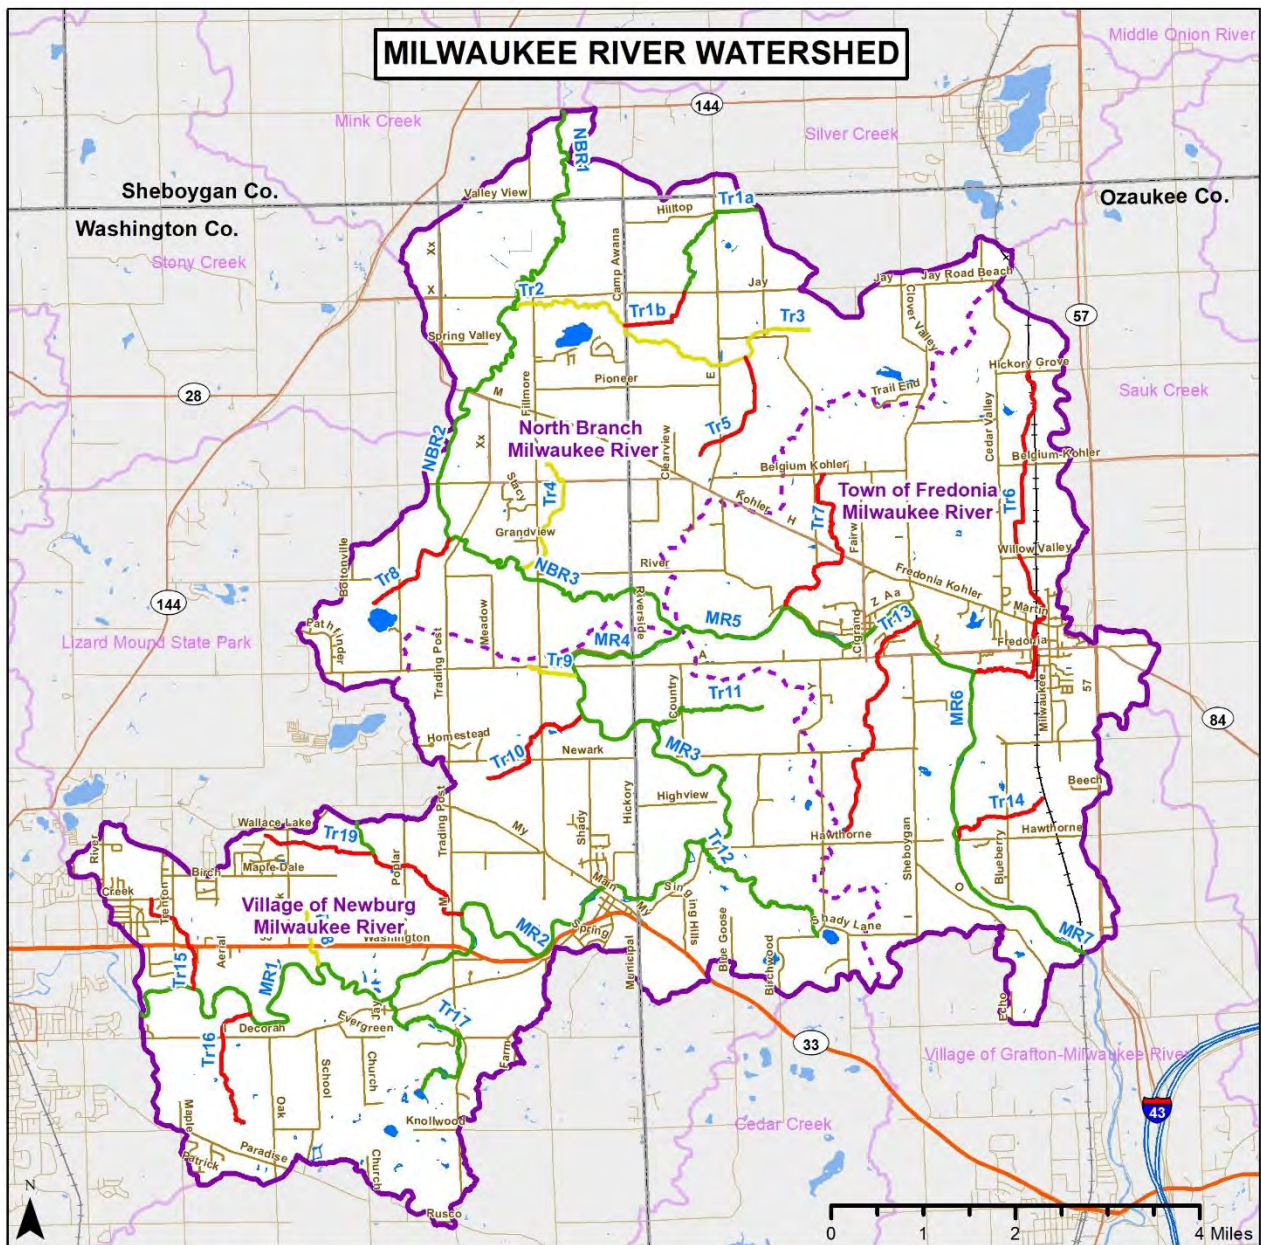 MILWAUKEE RIVER WATERSHED
Middle Onion River
144
Mink Creek
Silver Creek
NBR1
Sheboygan Co.
Valley View
Tr1a
Ozaukee Co.
Hilltop
Washington Co.
Stony Creek
Xx
Camp Awana
Jay
Jay Road Beach
X
Tr2
Jay
Clover Valley
Tr1b
Tr3
57
Spring Valley
Hickory Grove
Pioneer
E
Trail End
Sauk Creek
28
M
Fillmore
Cedar Valley
North Branch
Milwaukee River
Tr5
NBR2
Xx
Clearview
Belgium Kohler
Belgium-Kohler
Stacy
Tr4
Kohler
H
Tr7
Town of Fredonia
Milwaukee River
Tr6
Grandview
Fairw
I
Willow Valley
Boltonville
Tr8
NBR3
River
Fredonia Kohler
144
Riverside
Z
Aa
Martin
Pathfinder
Meadow
MR4
MR5
Cigrand
Tr13
Fredonia
Lizard Mound State Park
Trading Post
Tr9
A
Country
Tr11
Y
MR6
Milwaukee
57
84
Homestead
Tr10
Newark
MR3
Beech
Trading Post
My
Shady
Hickory
Highview
Tr14
Wallace Lake
River
Tr19
Tr12
Hawthorne
Sheboygan
Blueberry
Hawthorne
Birch
Maple Dale
Poplar
Creek
Trenton
Main
My
Singing Hills
O
Village of Newburg
Milwaukee River
M
Spring
Blue Goose
Shady Lane
I
Aerial
8
Washington
MR2
MR7
Tr15
MR1
Municipal
Birchwood
Jay
Tr17
Echo
Decorah
Evergreen
Tr16
School
Church
Farm
33
Village of Grafton-Milwaukee River
Maple
Oak
Knollwood
Cedar Creek
43
Paradise
Patrick
Church
N
Rusco
0 1 2 4 Miles